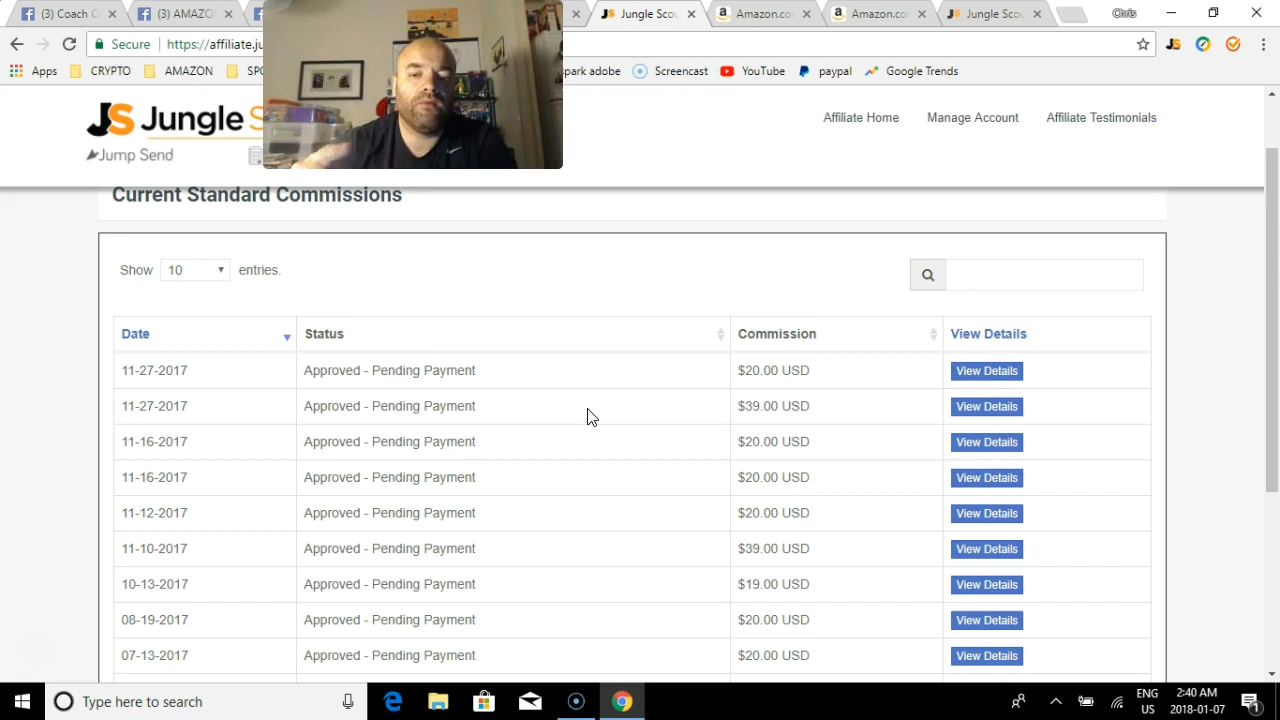 (3) Coach C
(3) AMAZO
Jungle Sco
Amazon.co
Amazon.co
Jungle Sco
Chris
Secure
https://affiliate.ju
Apps
CRYPTO
AMAZON
SPO
park adobe
Screencast
YouTube
paypal
Google Trends
JS Jungle S
Affiliate Home
Manage Account
Affiliate Testimonials
Jump Send
Current Standard Commissions
Show 10 entries.
Date Status Commission View Details
11-27-2017 Approved - Pending Payment $20.00 USD View Details
11-27-2017 Approved - Pending Payment $39.00 USD View Details
11-16-2017 Approved - Pending Payment $20.00 USD View Details
11-16-2017 Approved - Pending Payment $20.00 USD View Details
11-12-2017 Approved - Pending Payment $20.00 USD View Details
11-10-2017 Approved - Pending Payment $39.00 USD View Details
10-13-2017 Approved - Pending Payment $19.00 USD View Details
08-19-2017 Approved - Pending Payment $20.00 USD View Details
07-13-2017 Approved - Pending Payment $20.00 USD View Details
Type here to search
ENG
US
2:40 AM
2018-01-07
1